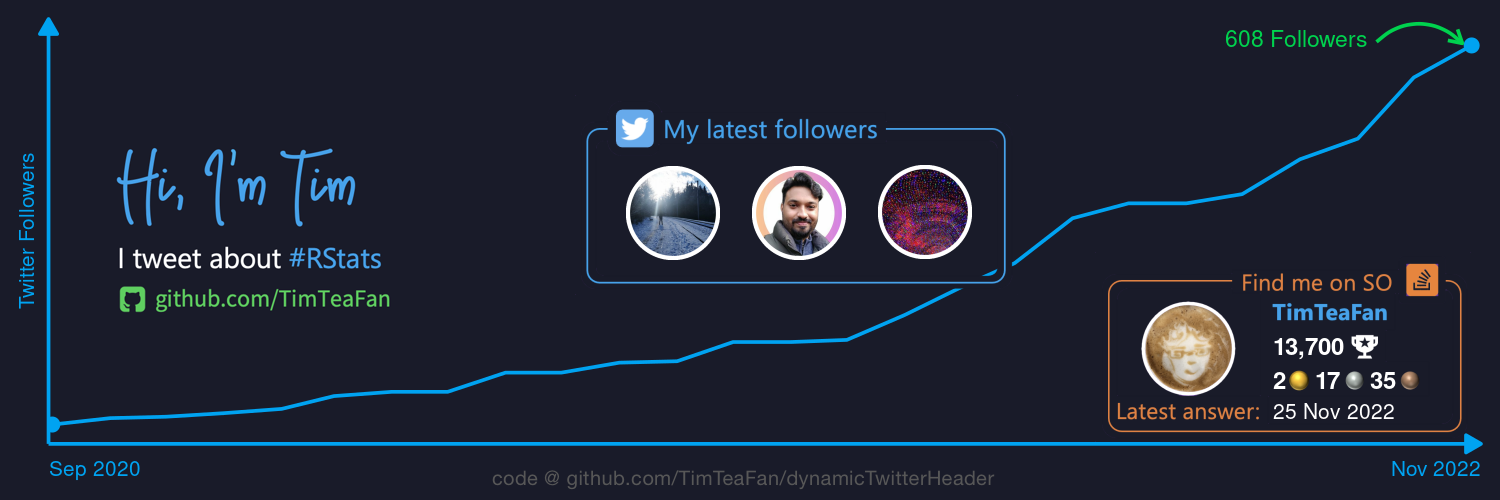 608 Followers
My latest followers
Twitter Followers
Hi, I'm Tim
I tweet about #RStats
github.com/TimTeaFan
Find me on SO
TimTeaFan
13,700
2 17 35
Latest answer: 25 Nov 2022
Sep 2020
Nov 2022
code @ github.com/TimTeaFan/dynamicTwitterHeader